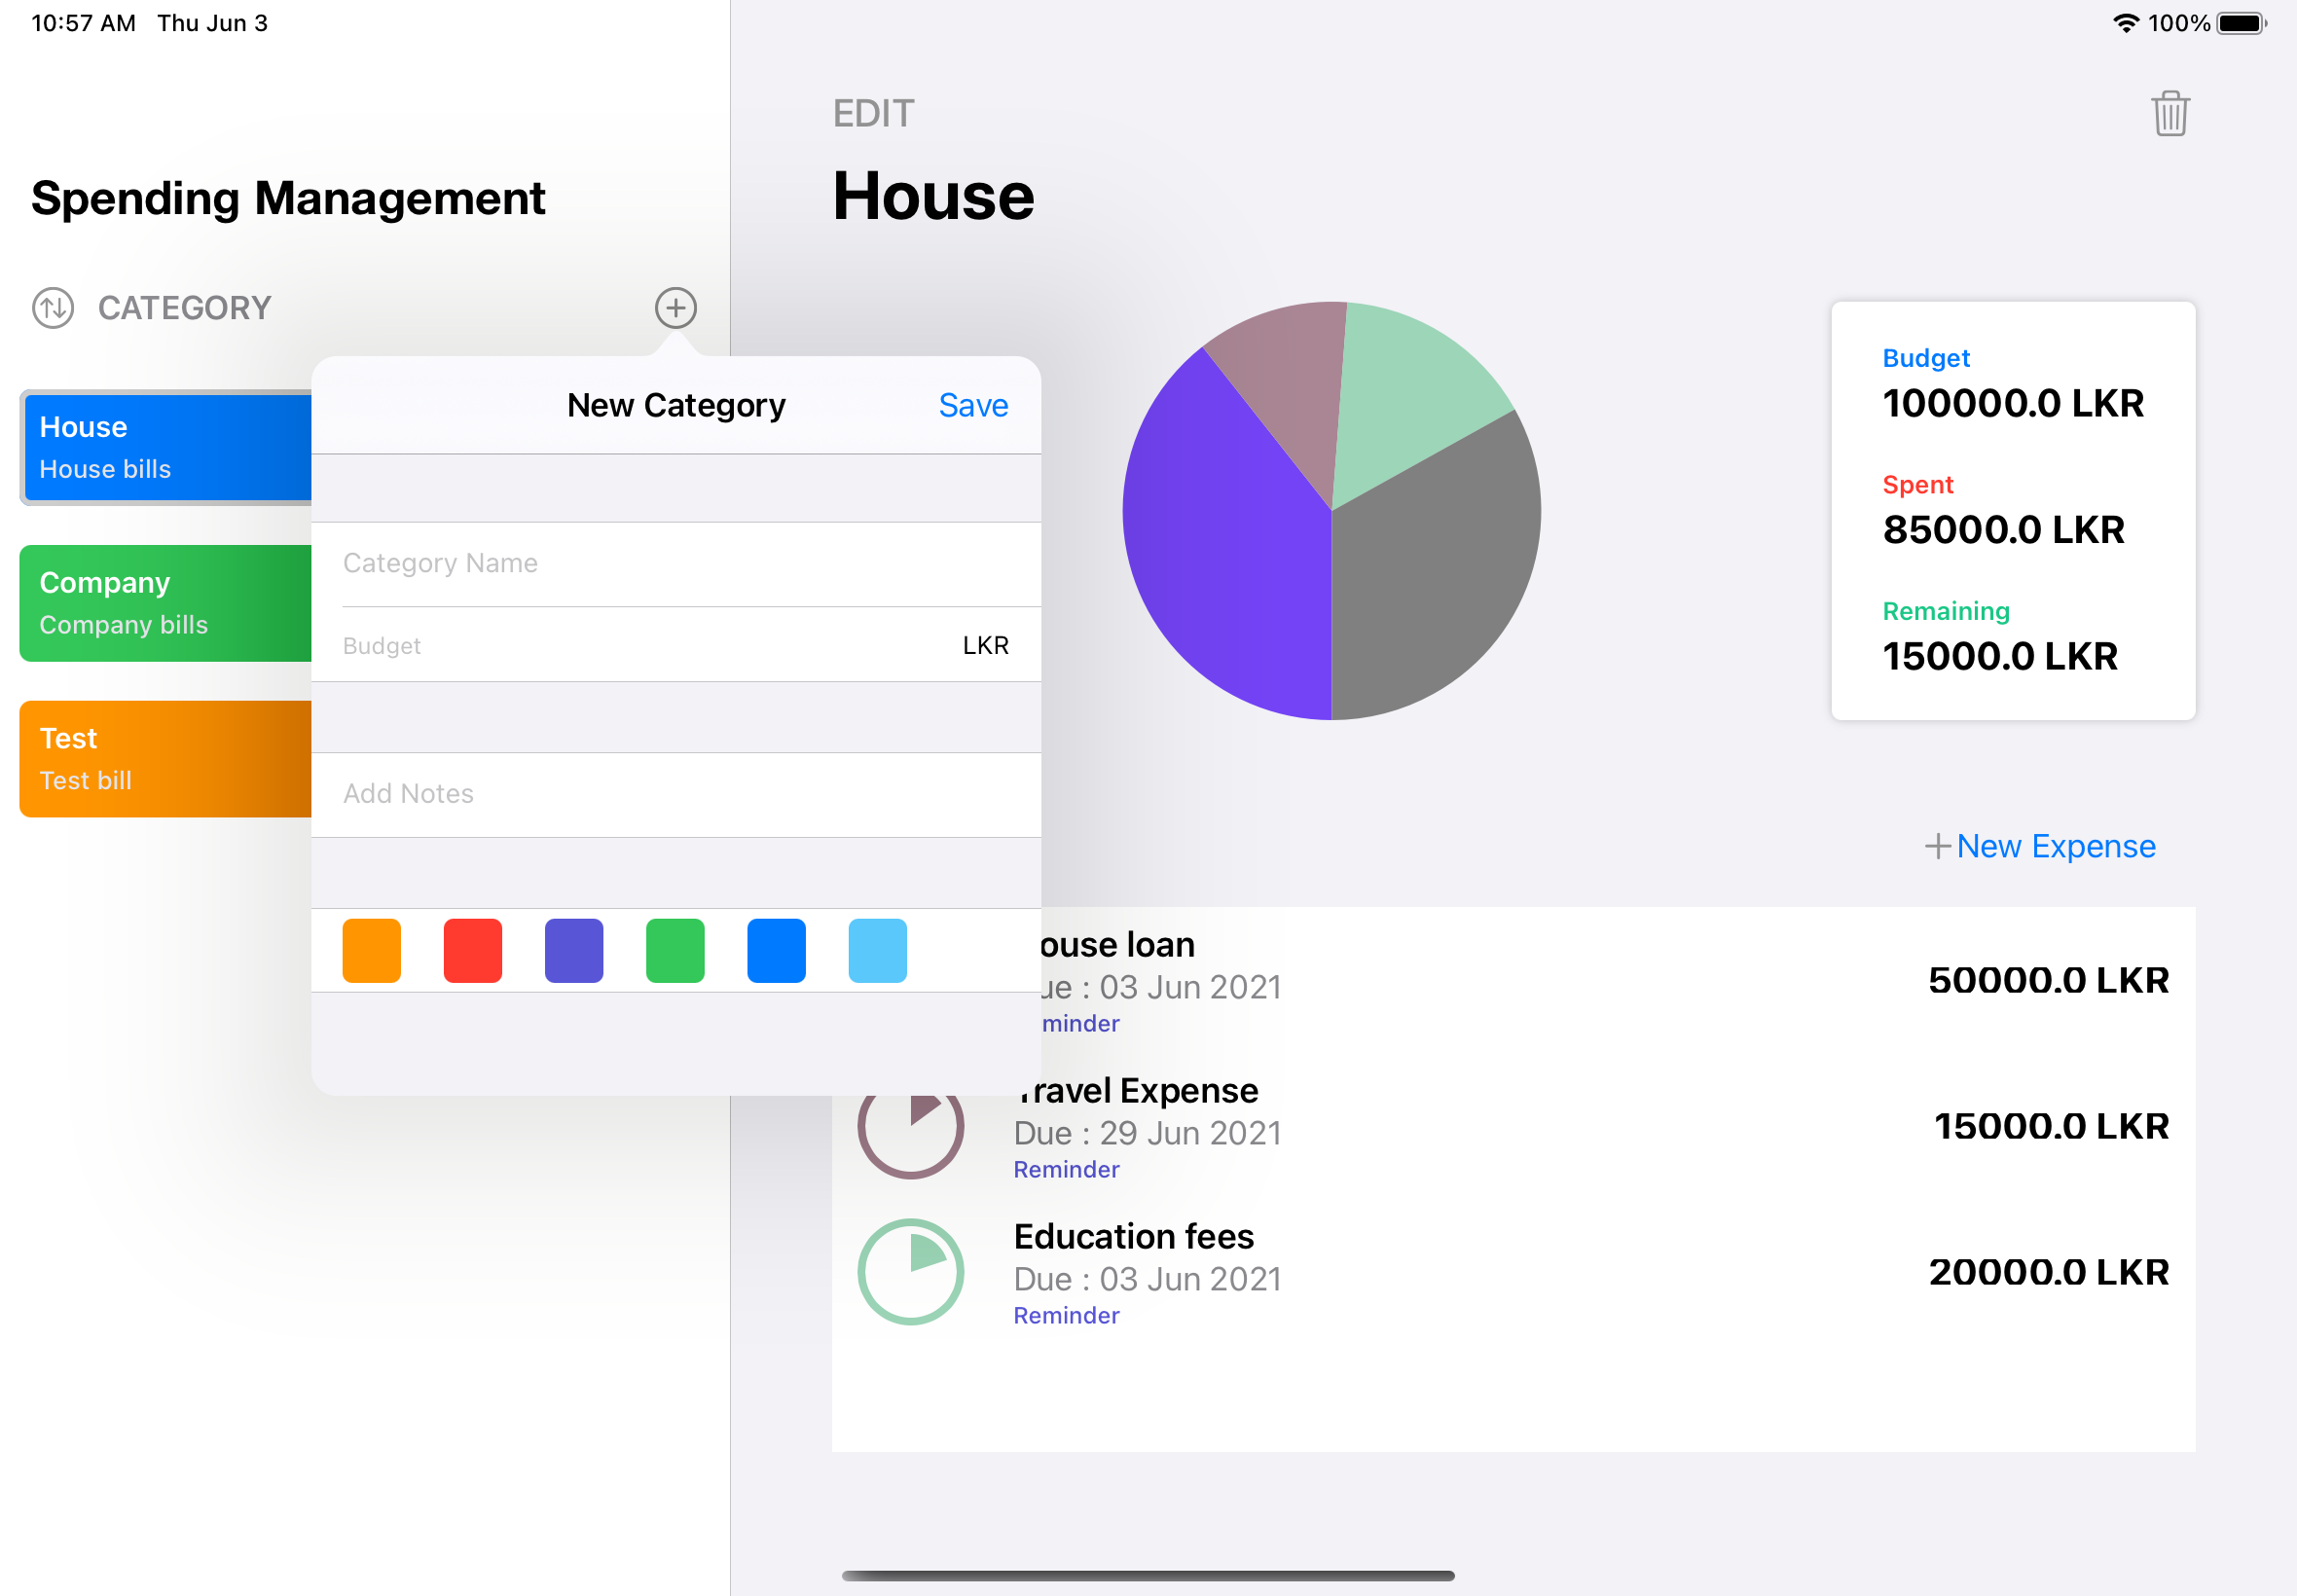 10:57 AM Thu Jun 3
100%
Spending Management
CATEGORY
House
House bills
Company
Company bills
Test
Test bill
New Category
Save
Category Name
Budget
LKR
Add Notes
EDIT
House
Budget
100000.0 LKR
Spent
85000.0 LKR
Remaining
15000.0 LKR
New Expense
ouse loan
ue : 03 Jun 2021
minder
50000.0 LKR
Travel Expense
Due : 29 Jun 2021
Reminder
15000.0 LKR
Education fees
Due : 03 Jun 2021
Reminder
20000.0 LKR